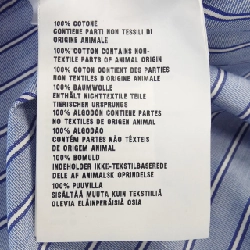 100% COTONE
CONTIENE PARTI NON TESSILI DI
ORIGINE ANIMALE
100% COTTON CONTAINS NON-
TEXTILE PARTS OF ANIMAL ORIGIN
100% COTON CONTIENT DES PARTIES
NON TEXTILES D'ORIGINE ANIMALE
100% BAUMWOLLE
ENTHÄLT NICHTTEXTILE TEILE
TIERISCHEN URSPRUNGS
100% ALGODÓN CONTIENE PARTES
NO TEXTILES DE ORIGEN ANIMAL
100% ALGODÃO
CONTÉM PARTES NÃO TÊXTEIS
DE ORIGEM ANIMAL
100% BOMULD
INDEHOLDER IKKE-TEKSTILBASEREDE
DELE AF ANIMALSK OPRINDELSE
100% PUUVILLA
SISÄLTÄÄ MUITA KUIN TEKSTIILIÄ
OLEVIA ELÄINPERÄISIÄ OSIA